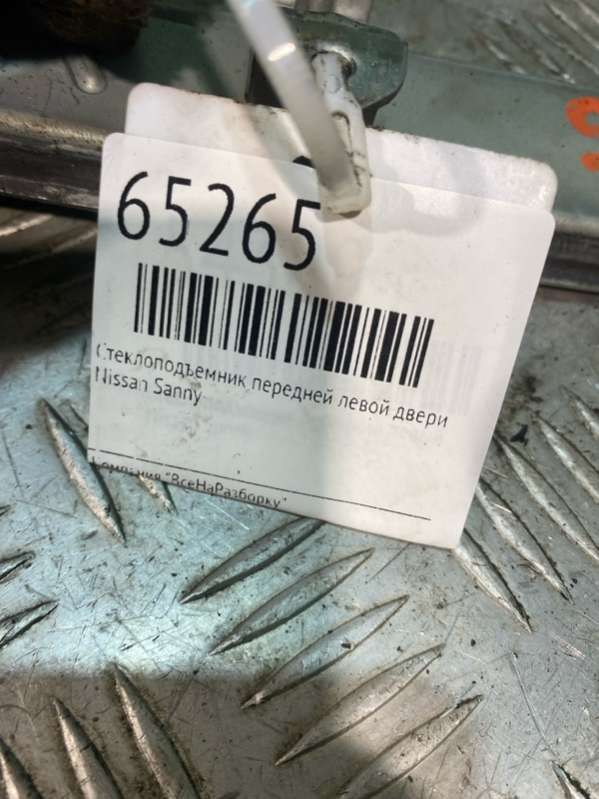 65265
Стеклоподъемник передней левой двери
Nissan Sanny
Компания "ВсеНаРазборку"